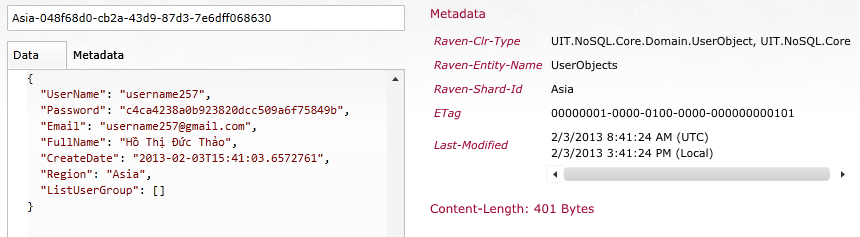 Asia-048f68d0-cb2a-43d9-87d3-7e6dff068630
Data Metadata
{
"UserName": "username257",
"Password": "c4ca4238a0b923820dcc509a6f75849b",
"Email": "username257@gmail.com",
"FullName": "Hồ Thị Đức Thảo",
"CreateDate": "2013-02-03T15:41:03.6572761",
"Region": "Asia",
"ListUserGroup": []
}
Metadata
Raven-Clr-Type UIT.NoSQL.Core.Domain.UserObject, UIT.NoSQL.Core
Raven-Entity-Name UserObjects
Raven-Shard-Id Asia
ETag 00000001-0000-0100-0000-000000000101
Last-Modified 2/3/2013 8:41:24 AM (UTC)
2/3/2013 3:41:24 PM (Local)
Content-Length: 401 Bytes